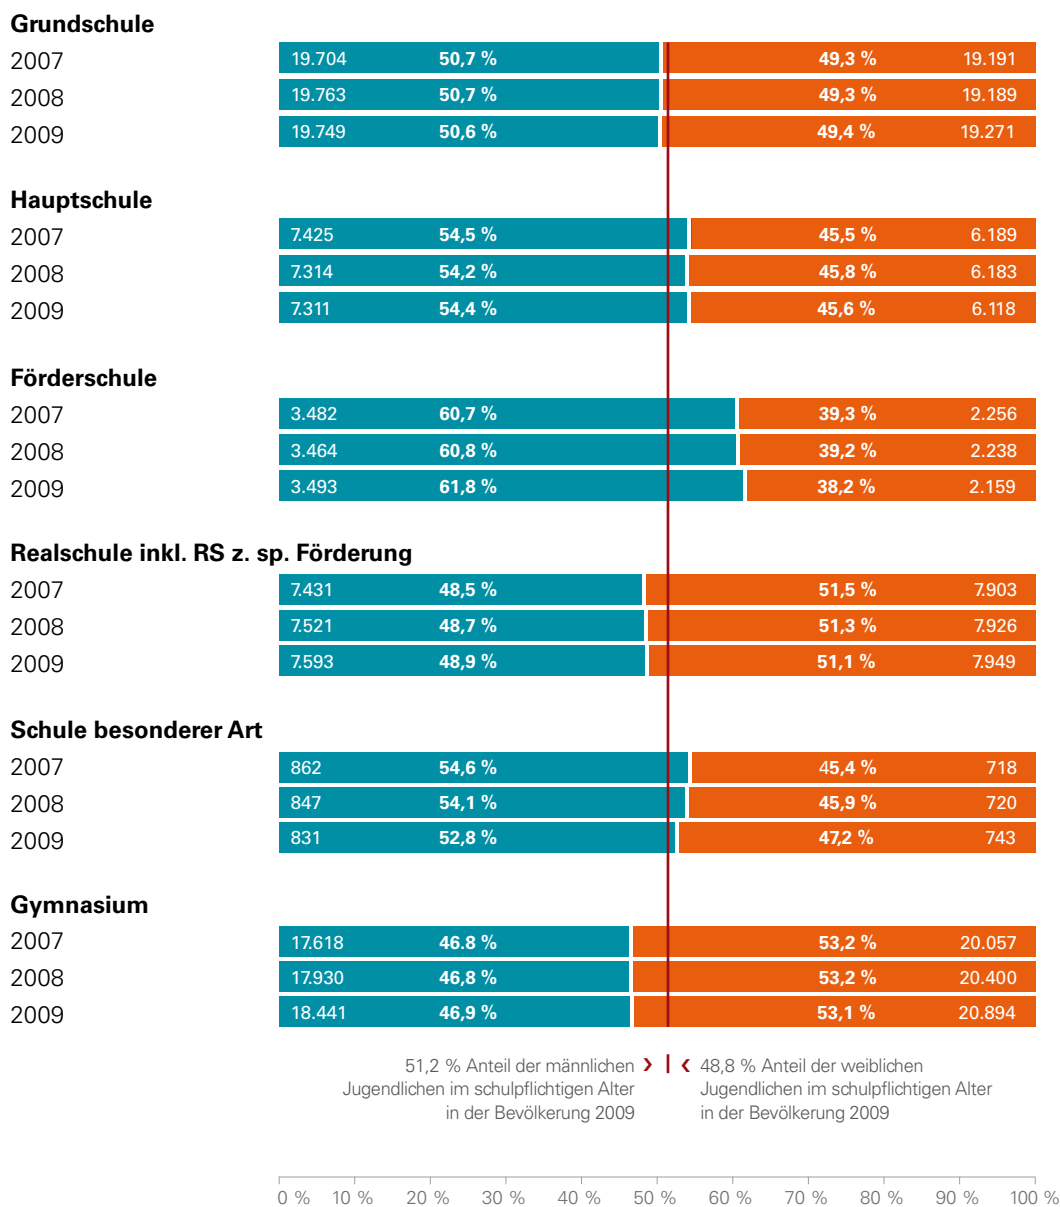 Grundschule
2007 19.704 50,7 % 49,3 % 19.191
2008 19.763 50,7 % 49,3 % 19.189
2009 19.749 50,6 % 49,4 % 19.271
Hauptschule
2007 7.425 54,5 % 45,5 % 6.189
2008 7.314 54,2 % 45,8 % 6.183
2009 7.311 54,4 % 45,6 % 6.118
Förderschule
2007 3.482 60,7 % 39,3 % 2.256
2008 3.464 60,8 % 39,2 % 2.238
2009 3.493 61,8 % 38,2 % 2.159
Realschule inkl. RS z. sp. Förderung
2007 7.431 48,5 % 51,5 % 7.903
2008 7.521 48,7 % 51,3 % 7.926
2009 7.593 48,9 % 51,1 % 7.949
Schule besonderer Art
2007 862 54,6 % 45,4 % 718
2008 847 54,1 % 45,9 % 720
2009 831 52,8 % 47,2 % 743
Gymnasium
2007 17.618 46.8 % 53,2 % 20.057
2008 17.930 46,8 % 53,2 % 20.400
2009 18.441 46,9 % 53,1 % 20.894
51,2 % Anteil der männlichen
Jugendlichen im schulpflichtigen Alter
in der Bevölkerung 2009
48,8 % Anteil der weiblichen
Jugendlichen im schulpflichtigen Alter
in der Bevölkerung 2009
0 % 10 % 20 % 30 % 40 % 50 % 60 % 70 % 80 % 90 % 100 %